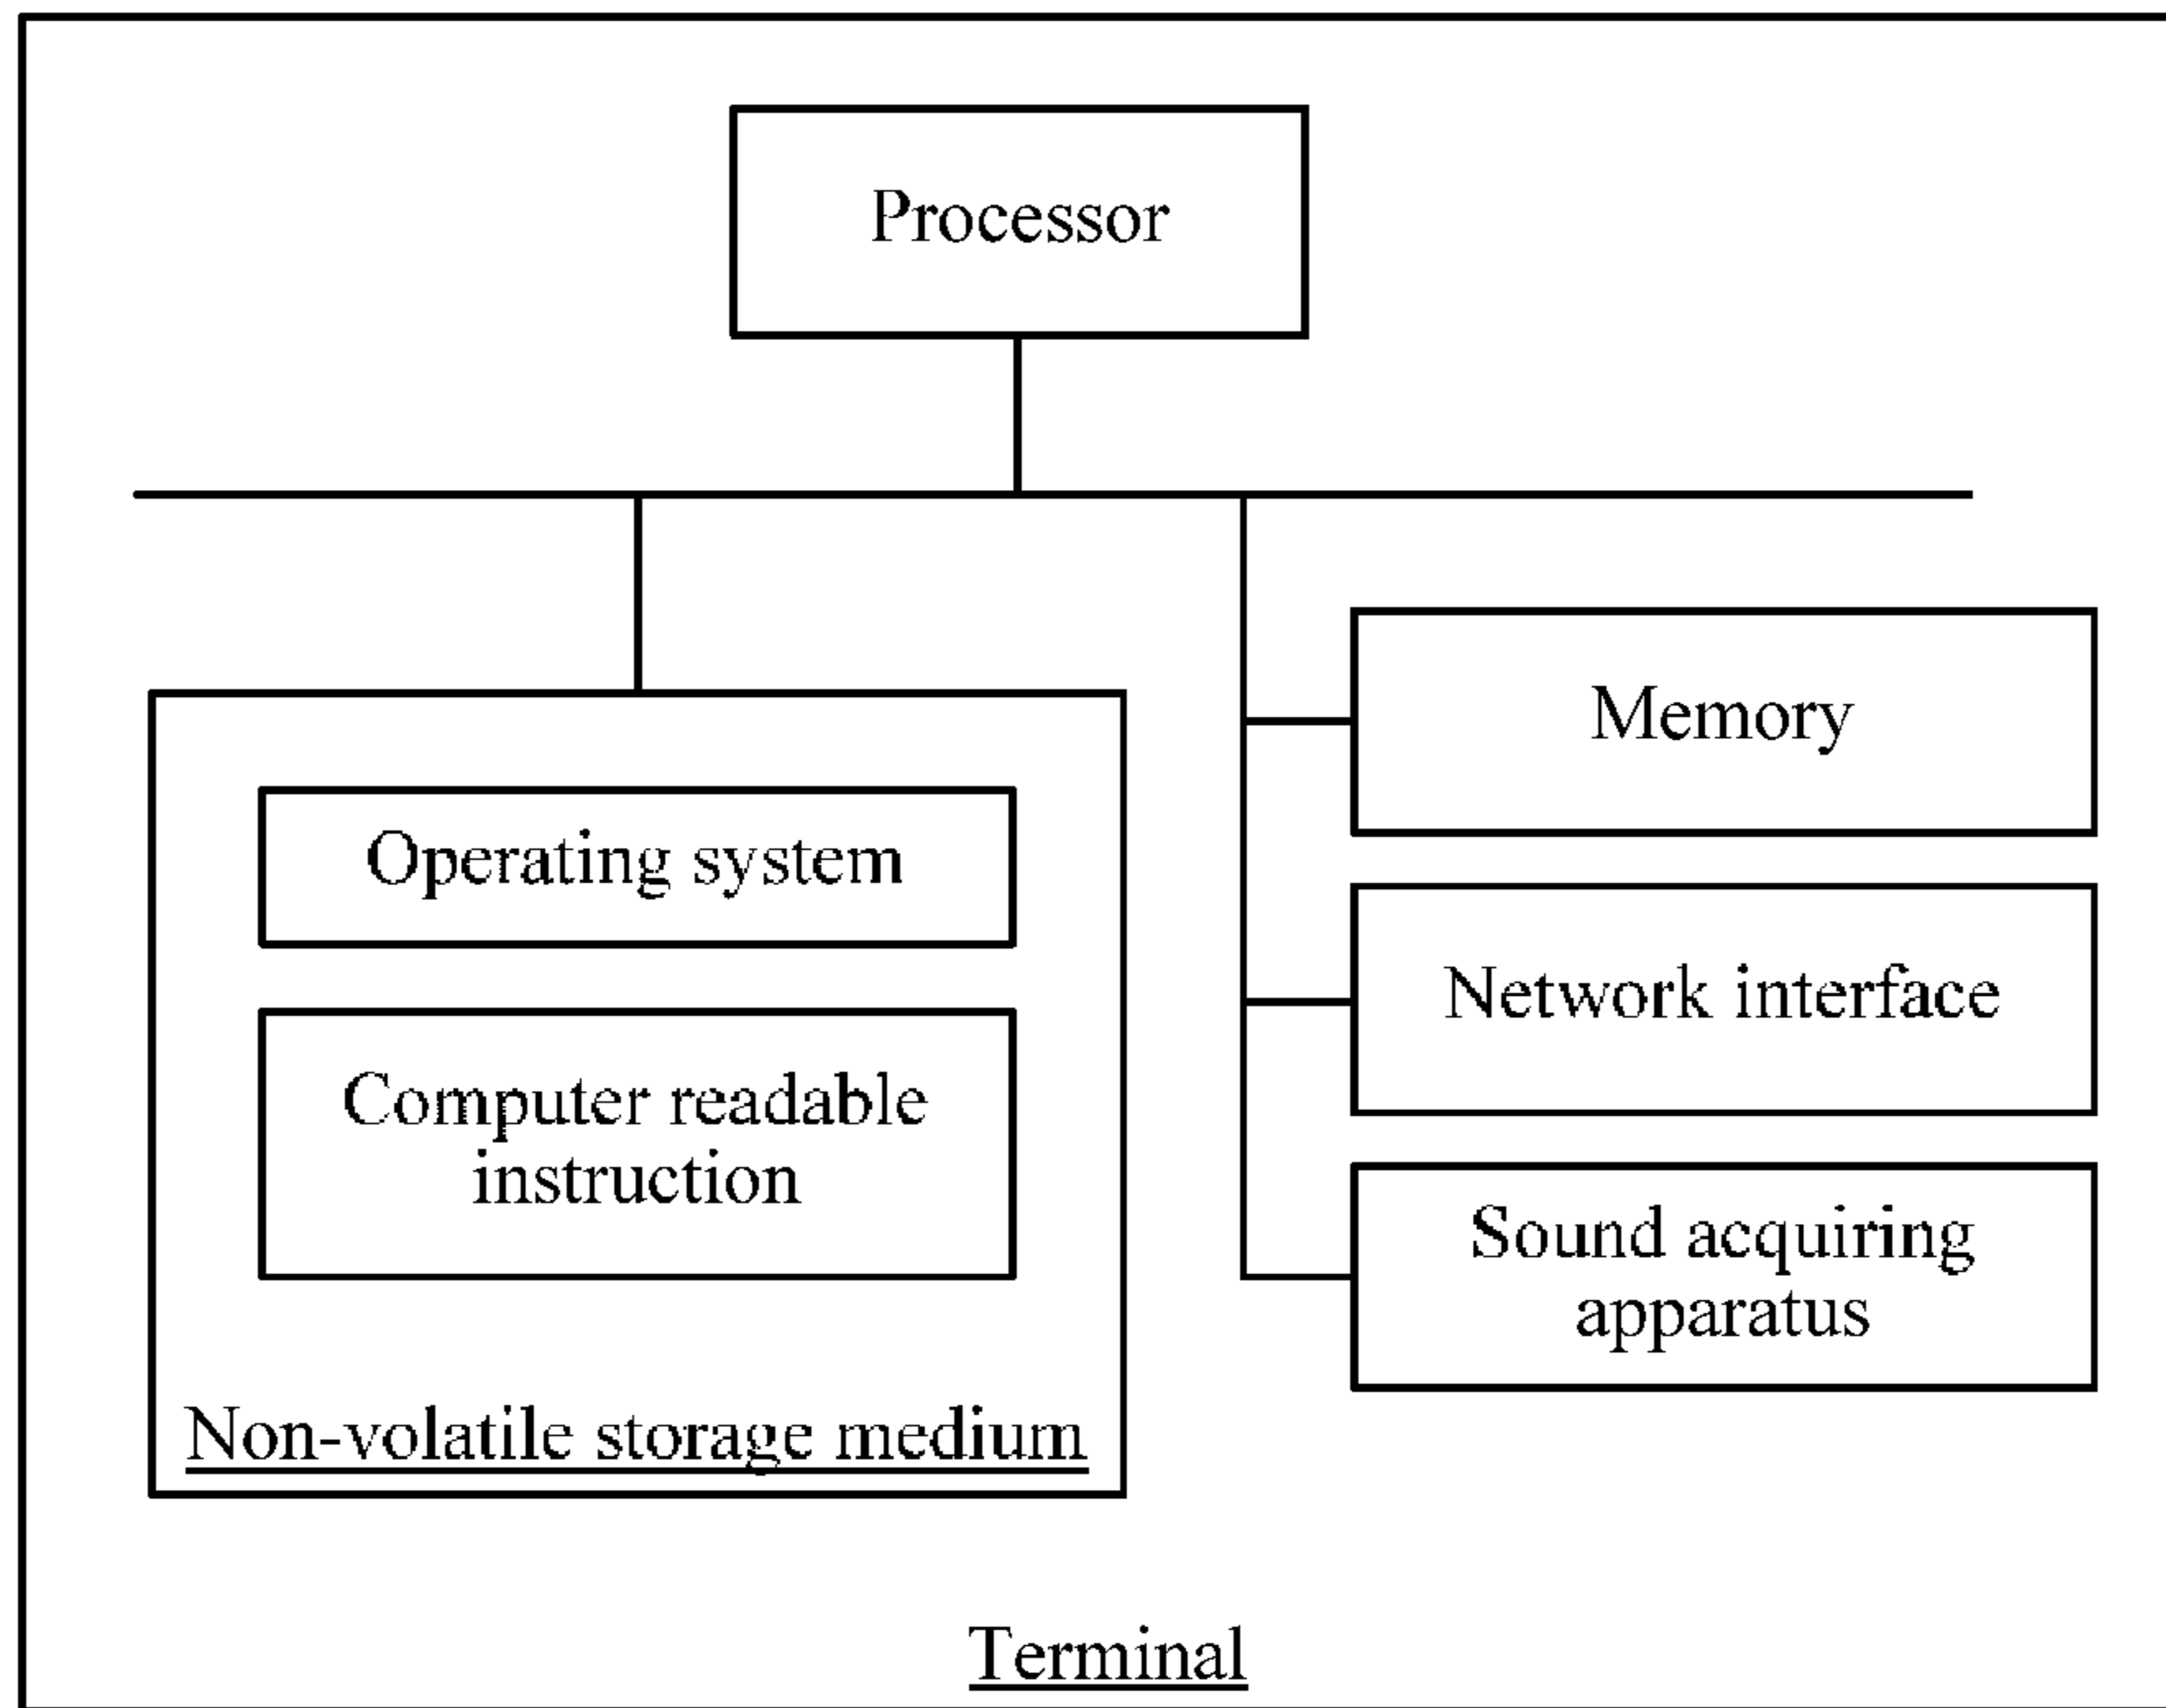 Processor
Operating system
Computer readable
instruction
Non-volatile storage medium
Memory
Network interface
Sound acquiring
apparatus
Terminal